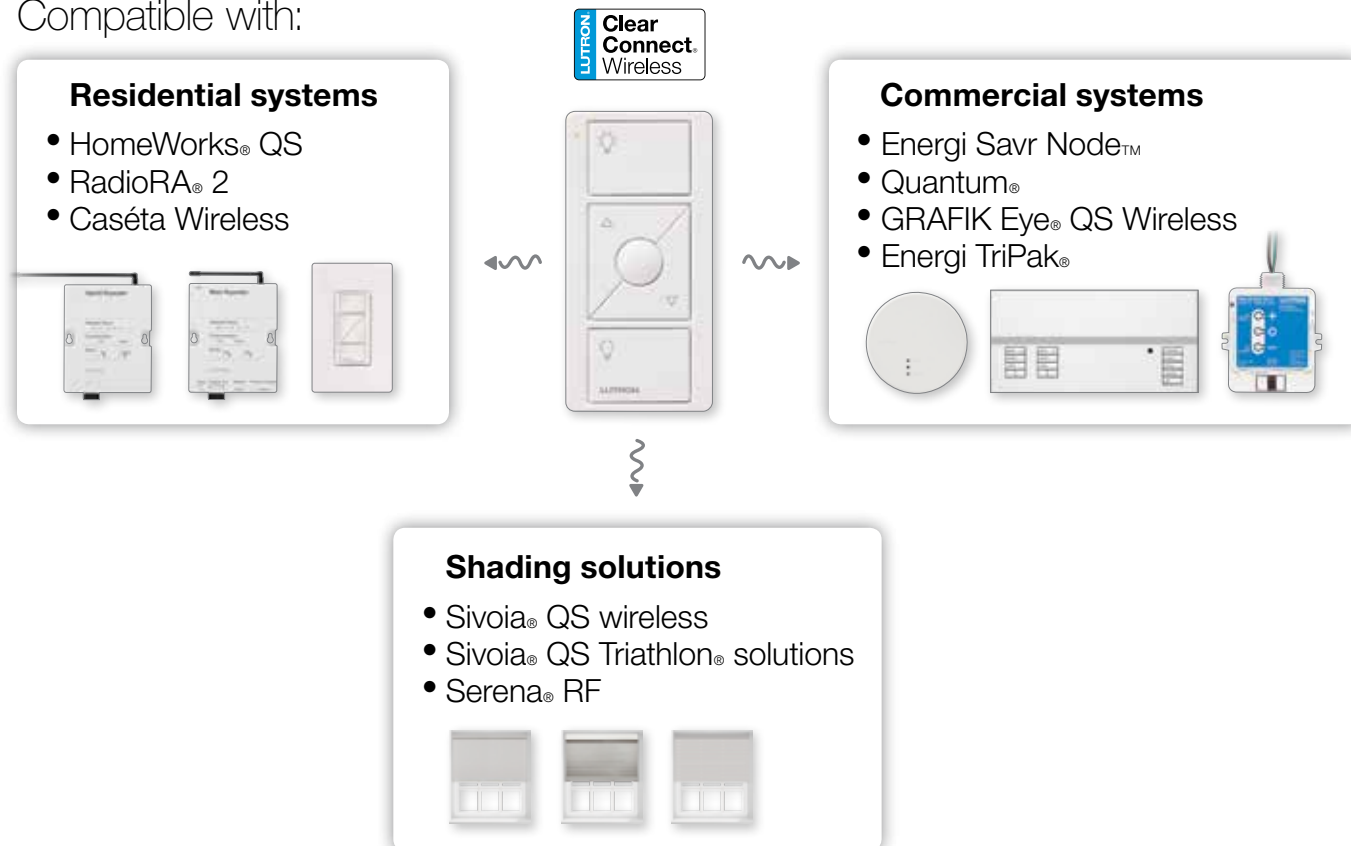 Compatible with:
LUTRON
Clear
Connect®
Wireless
Residential systems
• HomeWorks® QS
• RadioRA® 2
• Caséta Wireless
Commercial systems
• Energi Savr Node™
• Quantum®
• GRAFIK Eye® QS Wireless
• Energi TriPak®
LUTRON
Shading solutions
• Sivoia® QS wireless
• Sivoia® QS Triathlon® solutions
• Serena® RF